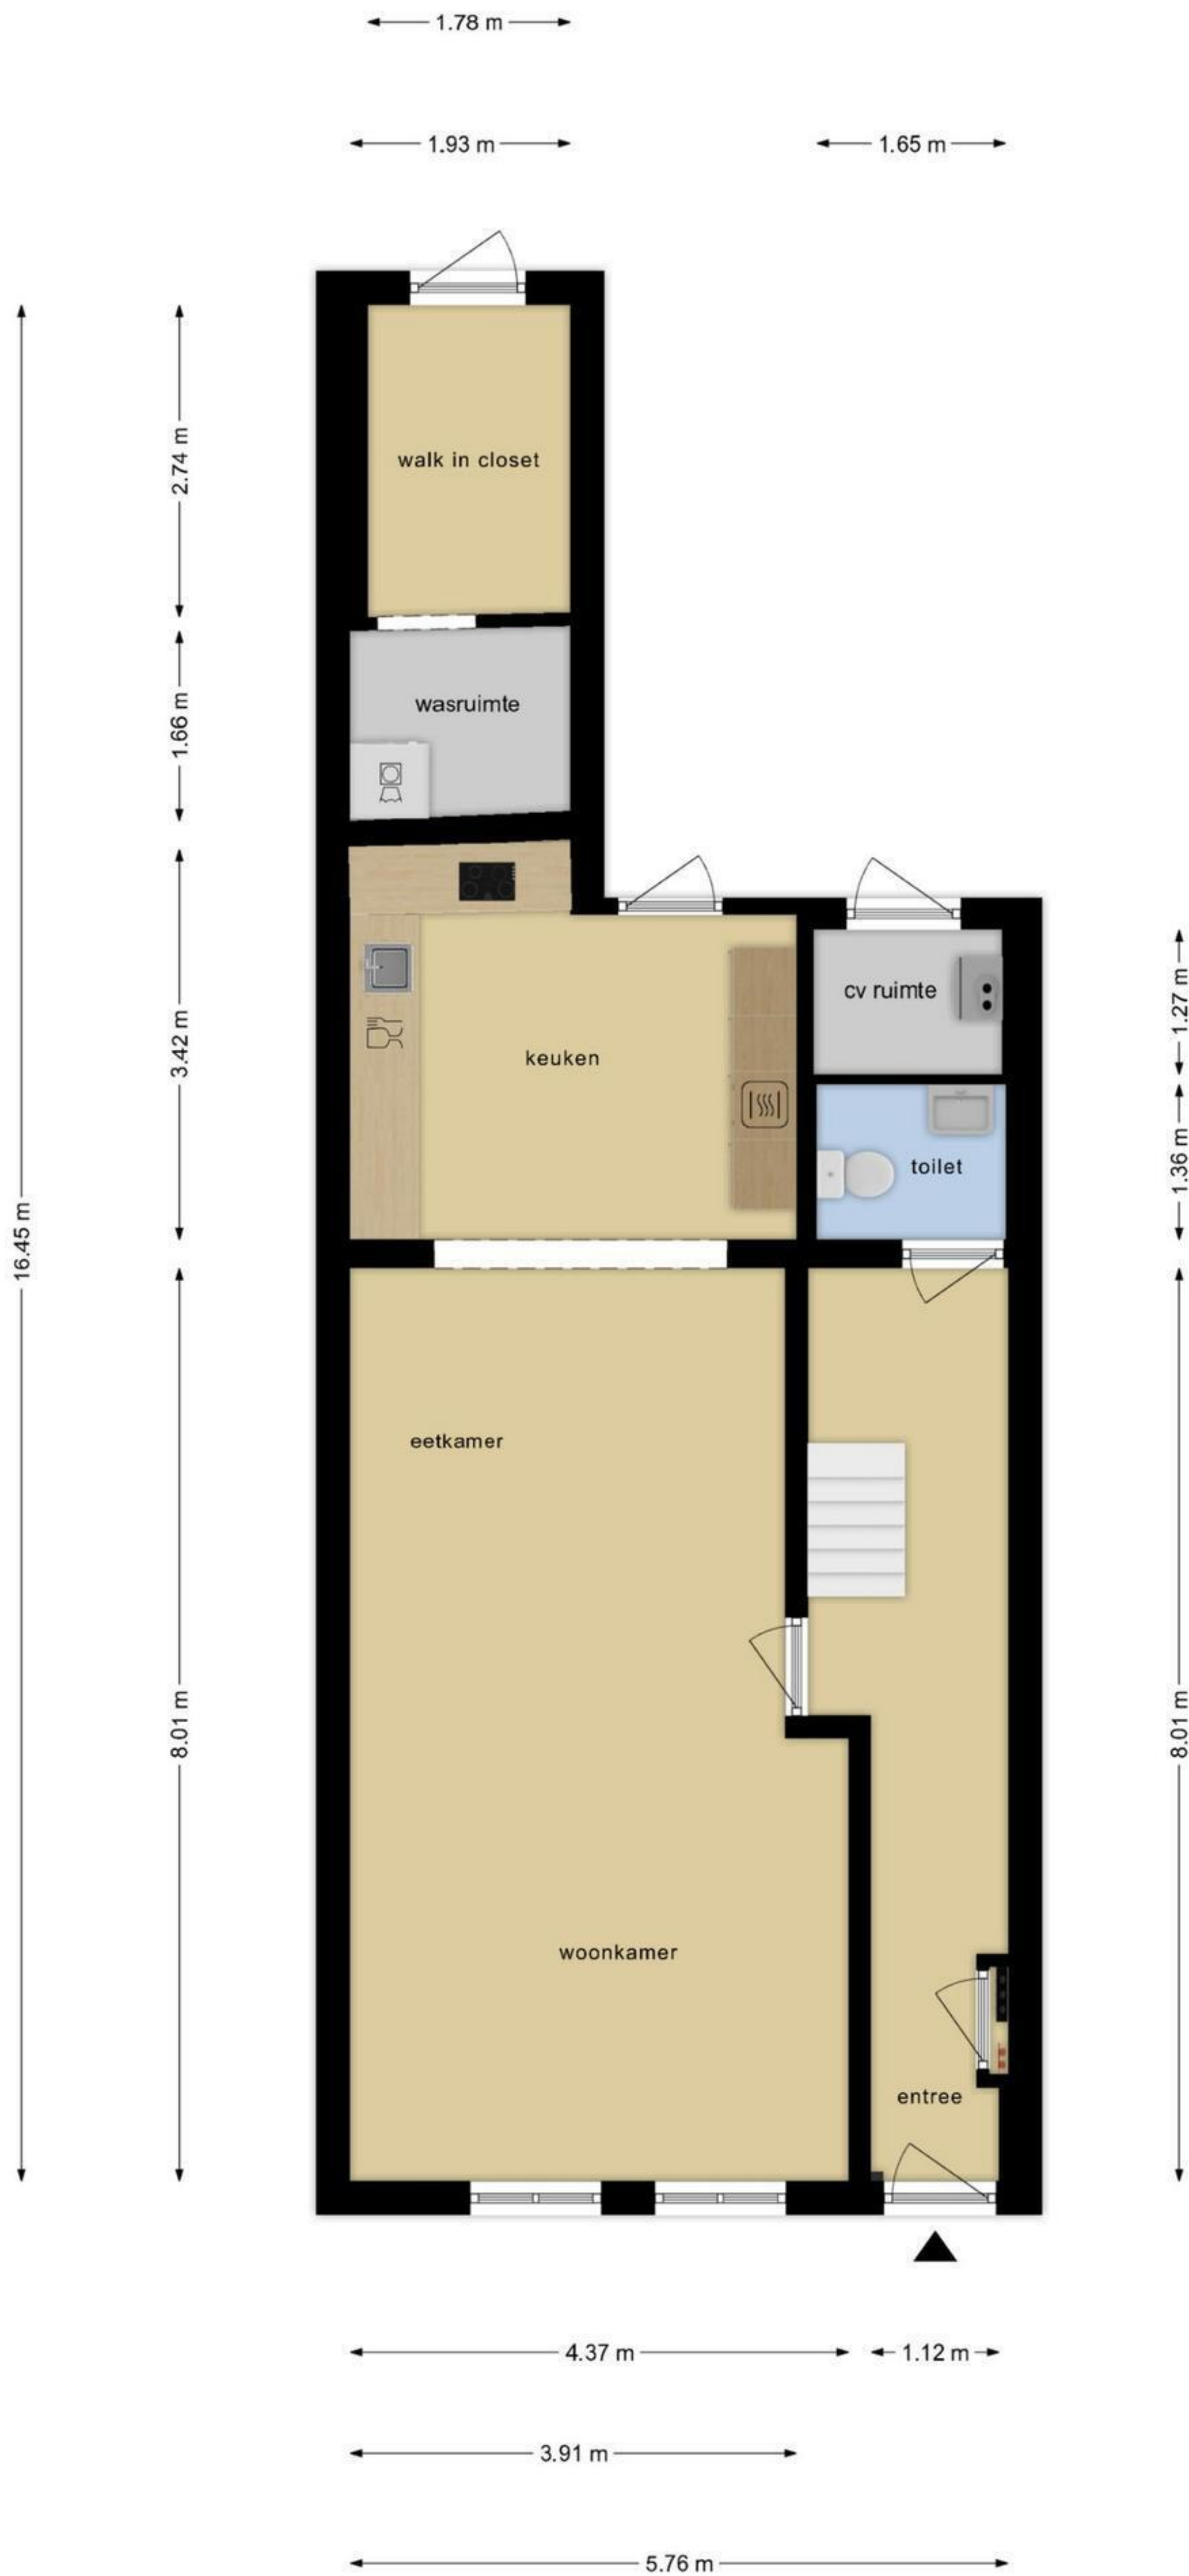 1.78 m
1.93 m
1.65 m
walk in closet
2.74 m
wasruimte
1.66 m
cv ruimte
1.27 m
keuken
3.42 m
toilet
1.36 m
16.45 m
eetkamer
8.01 m
8.01 m
woonkamer
entree
4.37 m
1.12 m
3.91 m
5.76 m